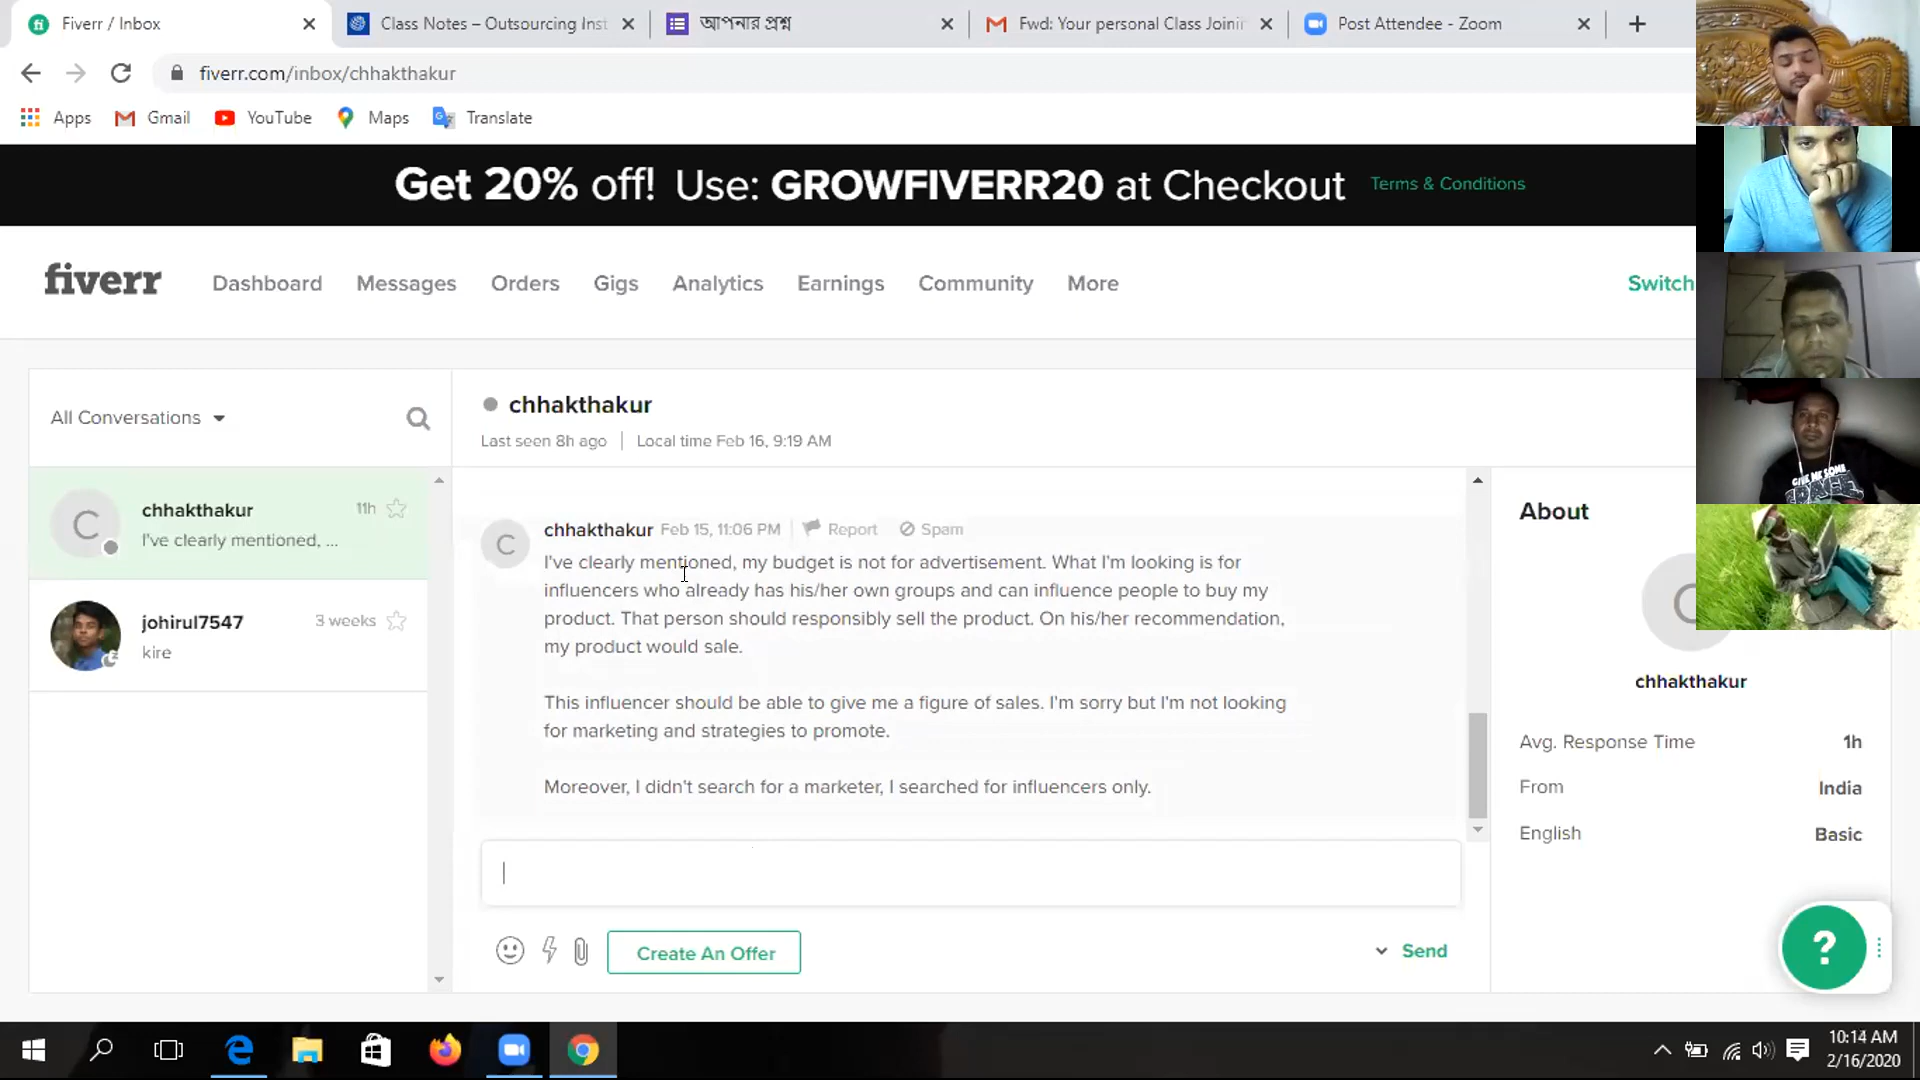 Fiverr / Inbox
Class Notes – Outsourcing Inst
আপনার প্রশ্ন
Fwd: Your personal Class Joinin
Post Attendee - Zoom
fiverr.com/inbox/chhakthakur
Apps
Gmail
YouTube
Maps
Translate
Get 20% off! Use: GROWFIVERR20 at Checkout
Terms & Conditions
fiverr
Dashboard
Messages
Orders
Gigs
Analytics
Earnings
Community
More
Switch
All Conversations
chhakthakur
Last seen 8h ago
Local time Feb 16, 9:19 AM
C
chhakthakur
11h
I've clearly mentioned, ...
johirul7547
3 weeks
kire
C
chhakthakur Feb 15, 11:06 PM
Report
Spam
I've clearly mentioned, my budget is not for advertisement. What I'm looking is for
influencers who already has his/her own groups and can influence people to buy my
product. That person should responsibly sell the product. On his/her recommendation,
my product would sale.
This influencer should be able to give me a figure of sales. I'm sorry but I'm not looking
for marketing and strategies to promote.
Moreover, I didn't search for a marketer, I searched for influencers only.
Create An Offer
Send
About
chhakthakur
Avg. Response Time 1h
From India
English Basic
?
GIVE ME SOME
SPACE
10:14 AM
2/16/2020